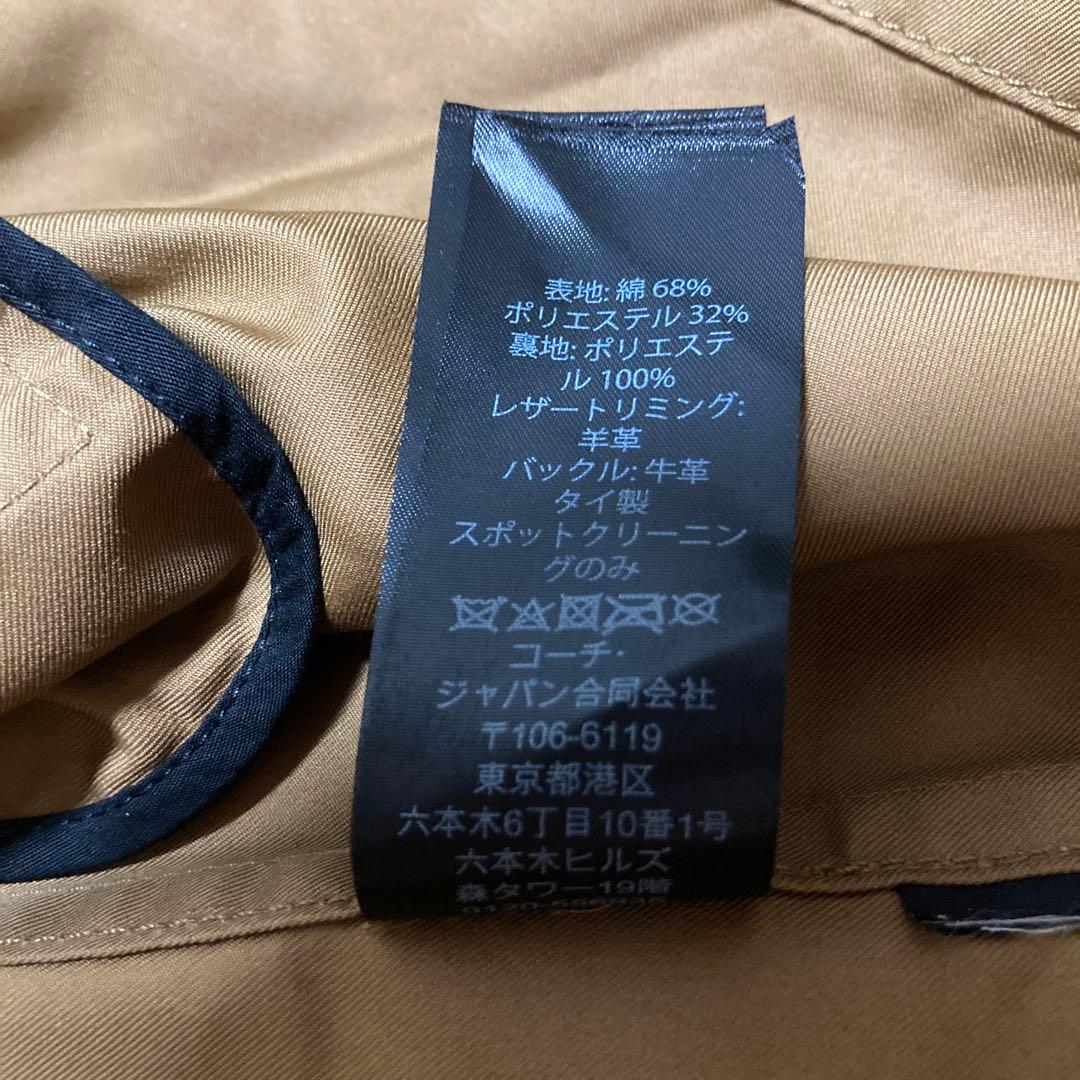 表地: 綿 68%
ポリエステル 32%
裏地: ポリエステ
ル 100%
レザートリミング:
羊革
バックル: 牛革
タイ製
スポットクリーニン
グのみ
コーチ・
ジャパン合同会社
〒106-6119
東京都港区
六本木6丁目10番1号
六本木ヒルズ
森タワー 19階